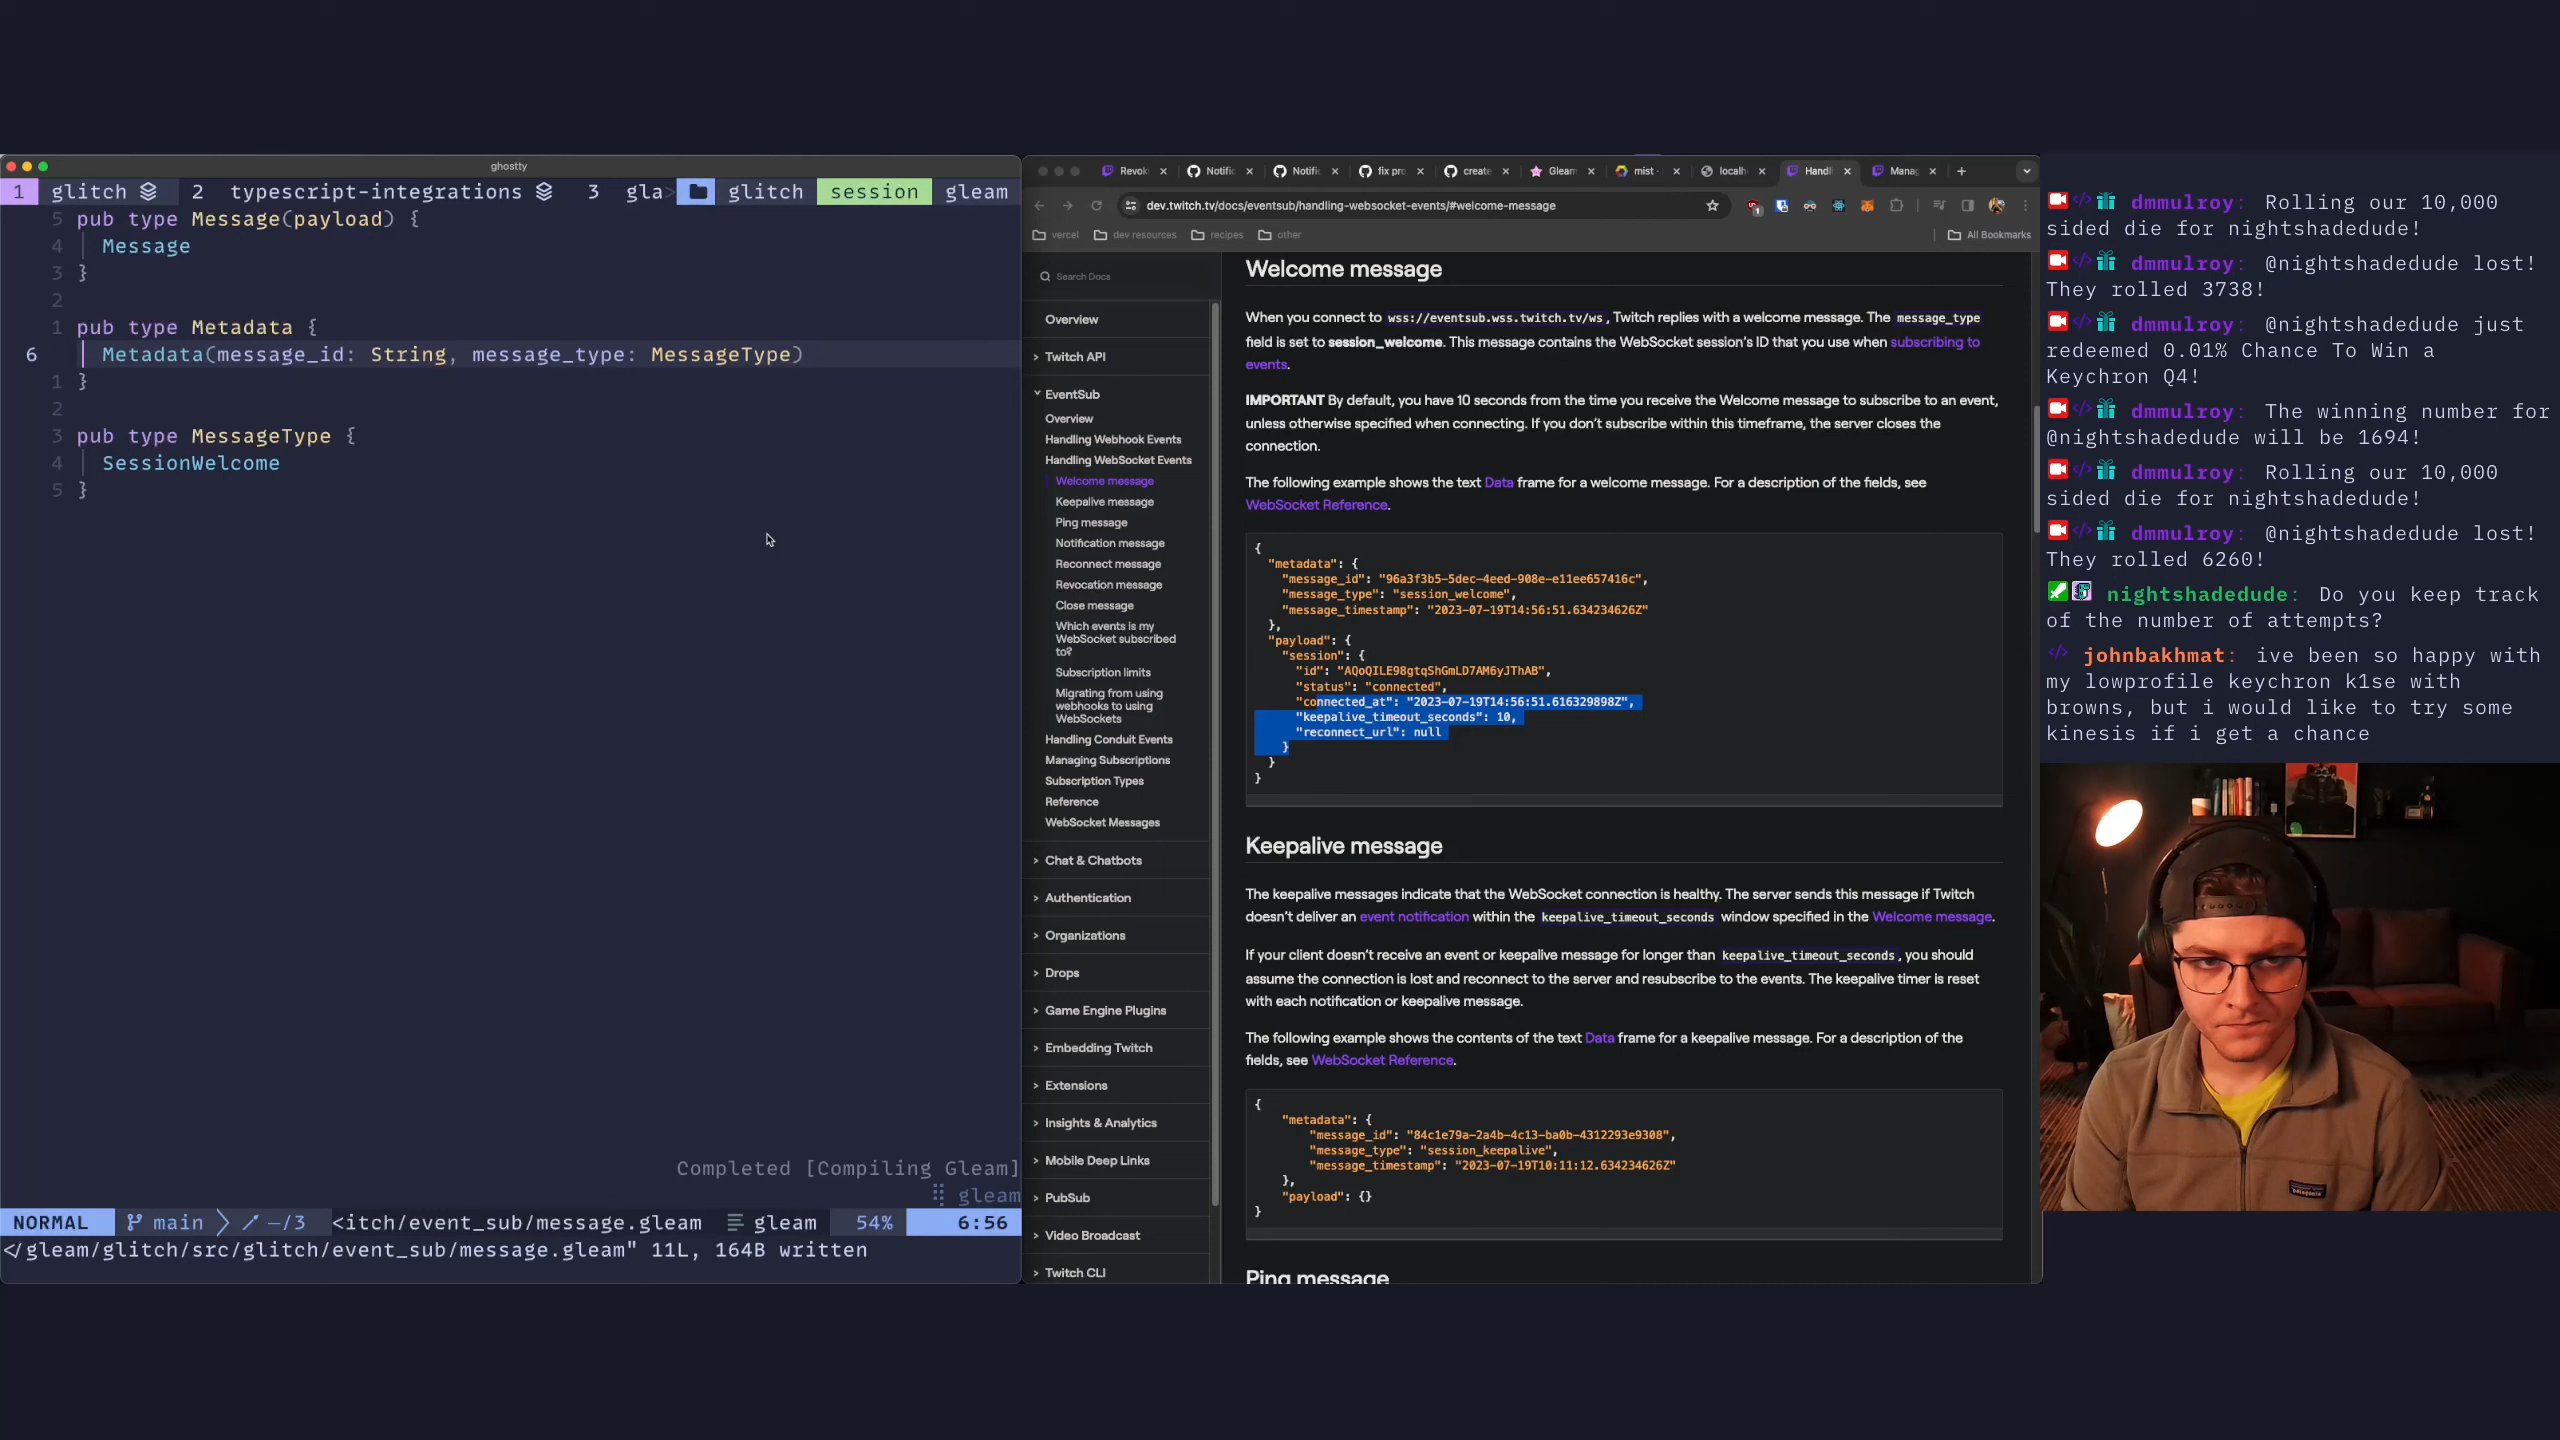 ghostty
1 glitch 2 typescript-integrations 3 gla> glitch session gleam
5 pub type Message(payload) {
4 Message
3 }
2
1 pub type Metadata {
6 Metadata(message_id: String, message_type: MessageType)
1 }
2
3 pub type MessageType {
4 SessionWelcome
5 }
Completed [Compiling Gleam]
gleam
NORMAL main -/3 <itch/event_sub/message.gleam gleam 54% 6:56
</gleam/glitch/src/glitch/event_sub/message.gleam" 11L, 164B written
Revoki Notific Notific fix pro create Gleam mist - localh Handli Manag
dev.twitch.tv/docs/eventsub/handling-websocket-events/#welcome-message
vercel dev resources recipes other All Bookmarks
Search Docs
Overview
Twitch API
EventSub
Overview
Handling Webhook Events
Handling WebSocket Events
Welcome message
Keepalive message
Ping message
Notification message
Reconnect message
Revocation message
Close message
Which events is my
WebSocket subscribed
to?
Subscription limits
Migrating from using
webhooks to using
WebSockets
Handling Conduit Events
Managing Subscriptions
Subscription Types
Reference
WebSocket Messages
Chat & Chatbots
Authentication
Organizations
Drops
Game Engine Plugins
Embedding Twitch
Extensions
Insights & Analytics
Mobile Deep Links
PubSub
Video Broadcast
Twitch CLI
Welcome message
When you connect to wss://eventsub.wss.twitch.tv/ws, Twitch replies with a welcome message. The message_type
field is set to session_welcome. This message contains the WebSocket session's ID that you use when subscribing to
events.
IMPORTANT By default, you have 10 seconds from the time you receive the Welcome message to subscribe to an event,
unless otherwise specified when connecting. If you don't subscribe within this timeframe, the server closes the
connection.
The following example shows the text Data frame for a welcome message. For a description of the fields, see
WebSocket Reference.
{
"metadata": {
"message_id": "96a3f3b5-5dec-4eed-908e-e11ee657416c",
"message_type": "session_welcome",
"message_timestamp": "2023-07-19T14:56:51.634234626Z"
},
"payload": {
"session": {
"id": "AQoQILE98gtqShGmLD7AM6yJThAB",
"status": "connected",
"connected_at": "2023-07-19T14:56:51.616329898Z",
"keepalive_timeout_seconds": 10,
"reconnect_url": null
}
}
}
Keepalive message
The keepalive messages indicate that the WebSocket connection is healthy. The server sends this message if Twitch
doesn't deliver an event notification within the keepalive_timeout_seconds window specified in the Welcome message.
If your client doesn't receive an event or keepalive message for longer than keepalive_timeout_seconds, you should
assume the connection is lost and reconnect to the server and resubscribe to the events. The keepalive timer is reset
with each notification or keepalive message.
The following example shows the contents of the text Data frame for a keepalive message. For a description of the
fields, see WebSocket Reference.
{
"metadata": {
"message_id": "84c1e79a-2a4b-4c13-ba0b-4312293e9308",
"message_type": "session_keepalive",
"message_timestamp": "2023-07-19T10:11:12.634234626Z"
},
"payload": {}
}
Ping message
dmmulroy: Rolling our 10,000
sided die for nightshadedude!
dmmulroy: @nightshadedude lost!
They rolled 3738!
dmmulroy: @nightshadedude just
redeemed 0.01% Chance To Win a
Keychron Q4!
dmmulroy: The winning number for
@nightshadedude will be 1694!
dmmulroy: Rolling our 10,000
sided die for nightshadedude!
dmmulroy: @nightshadedude lost!
They rolled 6260!
nightshadedude: Do you keep track
of the number of attempts?
johnbakhmat: ive been so happy with
my lowprofile keychron k1se with
browns, but i would like to try some
kinesis if i get a chance